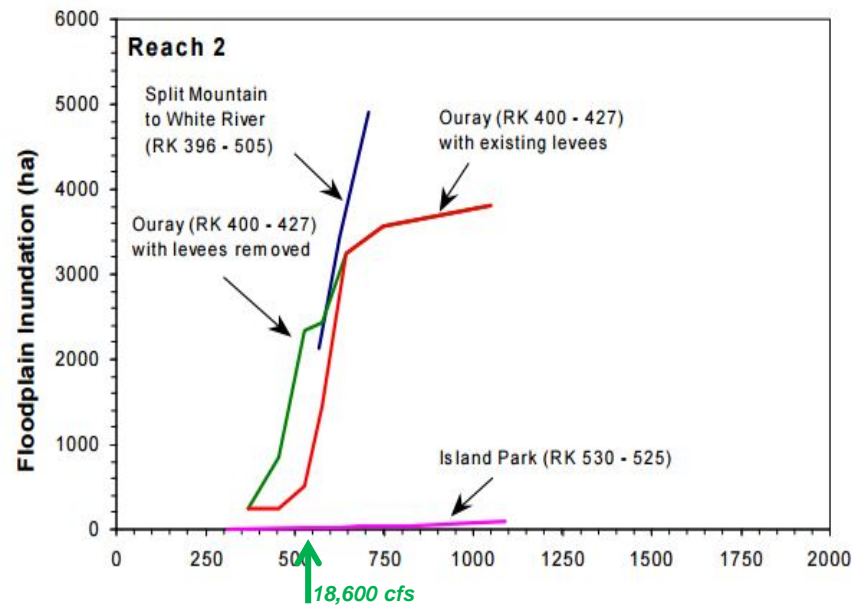 6000
Reach 2
Split Mountain
to White River
(RK 396 - 505)
5000
Ouray (RK 400 - 427)
with existing levees
4000
Ouray (RK 400 - 427)
with levees removed
3000
2000
1000
Island Park (RK 530 - 525)
0
Floodplain Inundation (ha)
0 250 500 750 1000 1250 1500 1750 2000
18,600 cfs